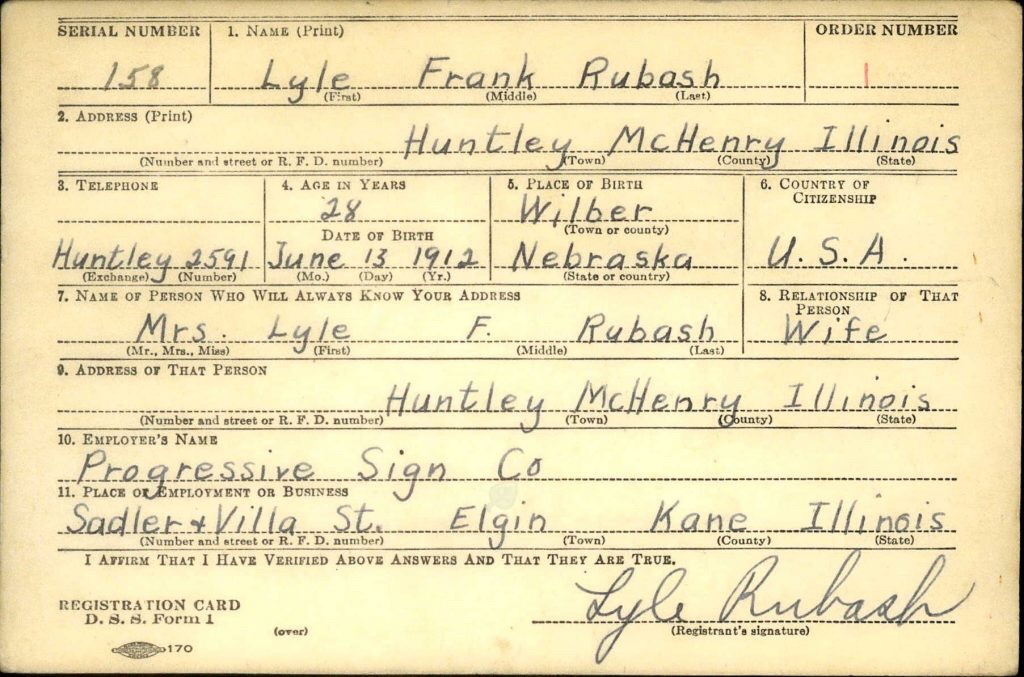 SERIAL NUMBER 1. NAME (Print) ORDER NUMBER
158 Lyle Frank Rubash
(First) (Middle) (Last)
2. ADDRESS (Print)
Huntley McHenry Illinois
(Number and street or R. F. D. number) (Town) (County) (State)
3. TELEPHONE 4. AGE IN YEARS 5. PLACE OF BIRTH 6. COUNTRY OF CITIZENSHIP
28 Wilber
DATE OF BIRTH (Town or county)
Huntley 2591 June 13 1912 Nebraska U.S.A.
(Exchange) (Number) (Mo.) (Day) (Yr.) (State or country)
7. NAME OF PERSON WHO WILL ALWAYS KNOW YOUR ADDRESS 8. RELATIONSHIP OF THAT PERSON
Mrs. Lyle F. Rubash Wife
(Mr., Mrs., Miss) (First) (Middle) (Last)
9. ADDRESS OF THAT PERSON
Huntley McHenry Illinois
(Number and street or R. F. D. number) (Town) (County) (State)
10. EMPLOYER'S NAME
Progressive Sign Co
11. PLACE OF EMPLOYMENT OR BUSINESS
Sadler + Villa St. Elgin Kane Illinois
(Number and street or R. F. D. number) (Town) (County) (State)
I AFFIRM THAT I HAVE VERIFIED ABOVE ANSWERS AND THAT THEY ARE TRUE.
Lyle Rubash
REGISTRATION CARD
D. S. S. Form 1 (Registrant's signature)
(over)
170